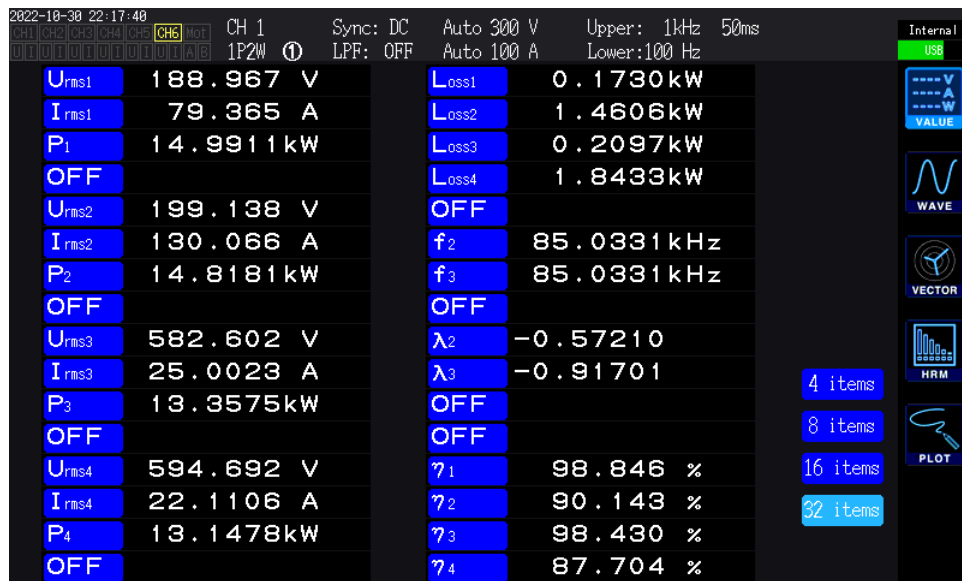 2022-10-30 22:17:40
CH1 CH2 CH3 CH4 CH5 CH6 Mot
U I U I U I U I U I U I A B
CH 1 Sync: DC Auto 300 V Upper: 1kHz 50ms
1P2W ① LPF: OFF Auto 100 A Lower:100 Hz
Internal
USB
Urms1 188.967 V
Irms1 79.365 A
P1 14.9911kW
OFF
Urms2 199.138 V
Irms2 130.066 A
P2 14.8181kW
OFF
Urms3 582.602 V
Irms3 25.0023 A
P3 13.3575kW
OFF
Urms4 594.692 V
Irms4 22.1106 A
P4 13.1478kW
OFF
Loss1 0.1730kW
Loss2 1.4606kW
Loss3 0.2097kW
Loss4 1.8433kW
OFF
f2 85.0331kHz
f3 85.0331kHz
OFF
λ2 -0.57210
λ3 -0.91701
OFF
OFF
η1 98.846 %
η2 90.143 %
η3 98.430 %
η4 87.704 %
4 items
8 items
16 items
32 items
----V
----A
----W
VALUE
WAVE
VECTOR
HRM
PLOT